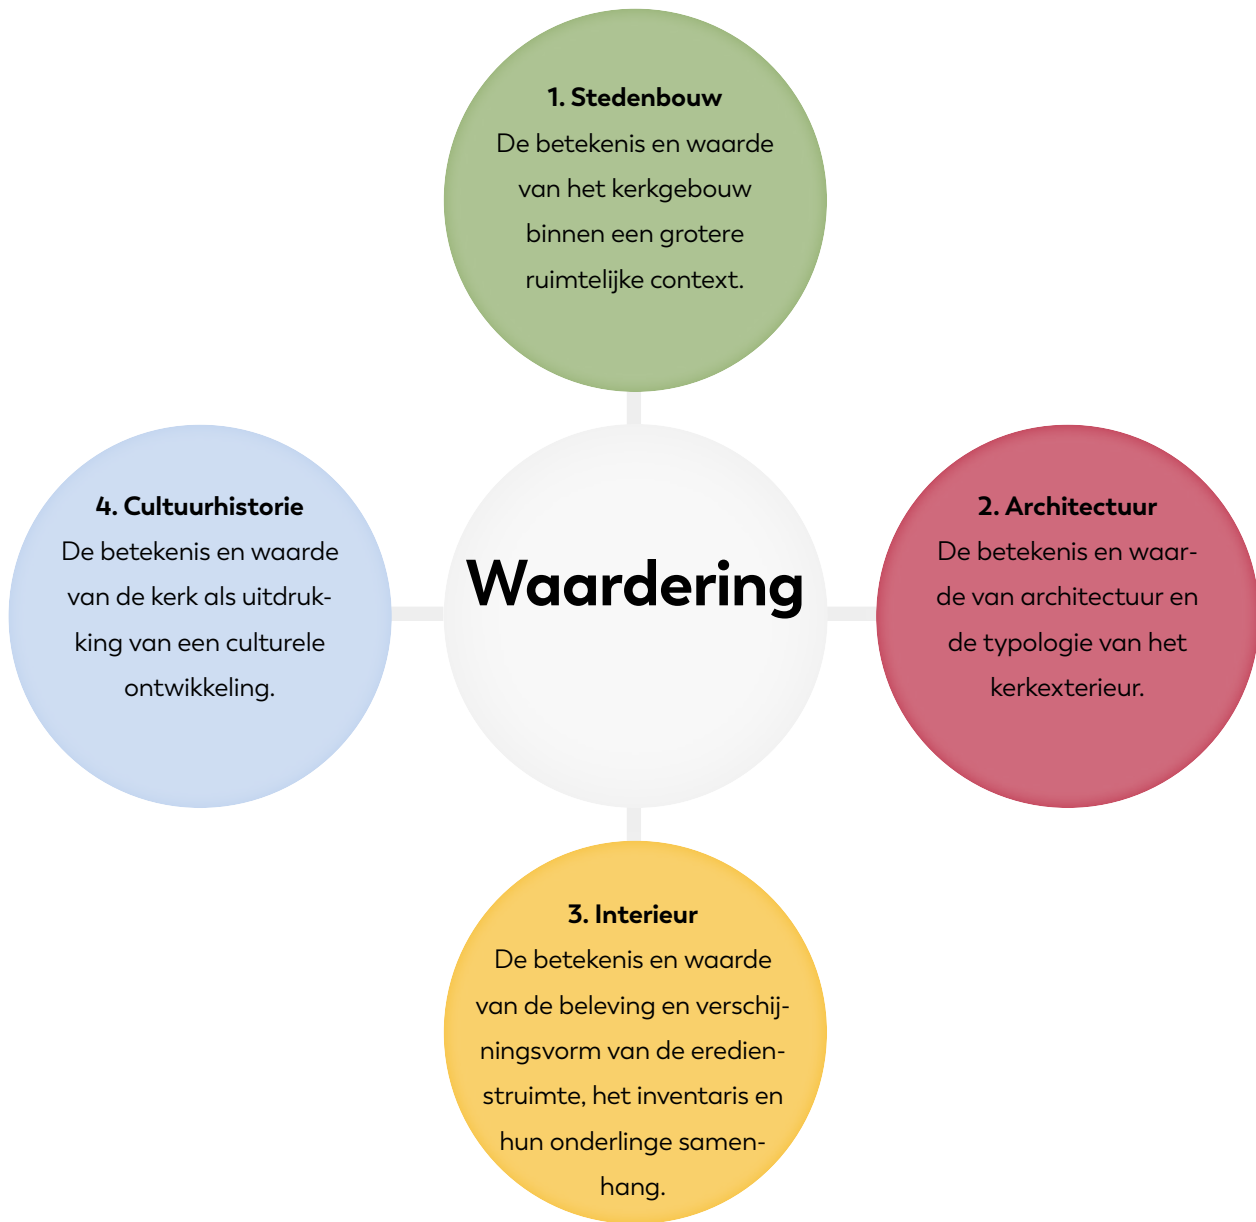 1. Stedenbouw
De betekenis en waarde
van het kerkgebouw
binnen een grotere
ruimtelijke context.
4. Cultuurhistorie
De betekenis en waarde
van de kerk als uitdruk-
king van een culturele
ontwikkeling.
Waardering
2. Architectuur
De betekenis en waar-
de van architectuur en
de typologie van het
kerkexterieur.
3. Interieur
De betekenis en waarde
van de beleving en verschij-
ningsvorm van de eredien-
struimte, het inventaris en
hun onderlinge samen-
hang.